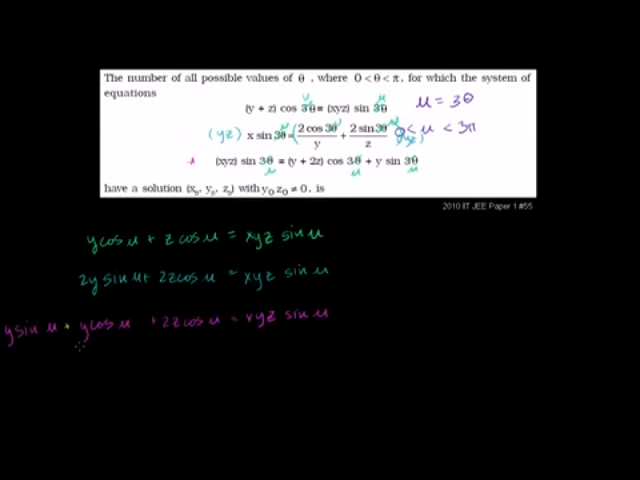 The number of all possible values of θ , where 0 < θ < π, for which the system of
equations
(y + z) cos 3θ = (xyz) sin 3θ
u u
u = 3θ
(yz) x sin 3θ = (2 cos 3θ / y + 2 sin 3θ / z) (yz)
u u u
0 < u < 3π
(xyz) sin 3θ = (y + 2z) cos 3θ + y sin 3θ
u u u
have a solution (x₀, y₀, z₀) with y₀ z₀ ≠ 0, is
2010 IIT JEE Paper 1 #55
y cos u + z cos u = xyz sin u
2y sin u + 2z cos u = xyz sin u
y sin u + y cos u + 2z cos u = xyz sin u